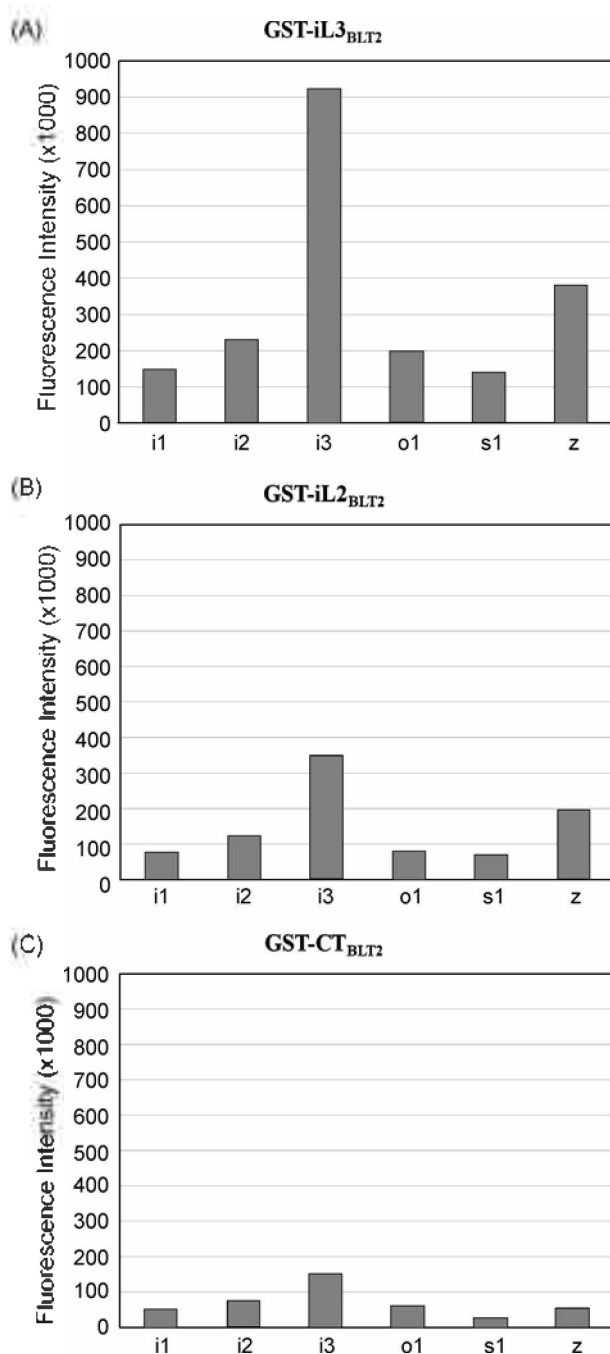 (A)
GST-iL3BLT2
Fluorescence Intensity (x1000)
1000
900
800
700
600
500
400
300
200
100
0
i1 i2 i3 o1 s1 z
(B)
GST-iL2BLT2
Fluorescence Intensity (x1000)
1000
900
800
700
600
500
400
300
200
100
0
i1 i2 i3 o1 s1 z
(C)
GST-CTBLT2
Fluorescence Intensity (x1000)
1000
900
800
700
600
500
400
300
200
100
0
i1 i2 i3 o1 s1 z